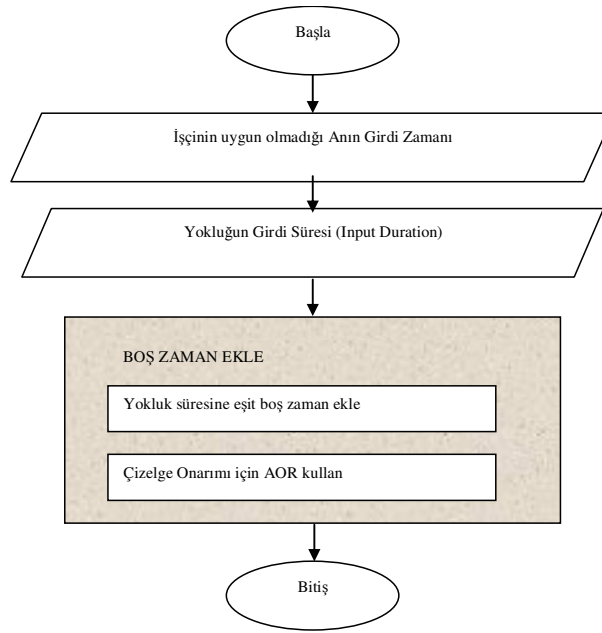 Başla
İşçinin uygun olmadığı Anın Girdi Zamanı
Yokluğun Girdi Süresi (Input Duration)
BOŞ ZAMAN EKLE
Yokluk süresine eşit boş zaman ekle
Çizelge Onarımı için AOR kullan
Bitiş